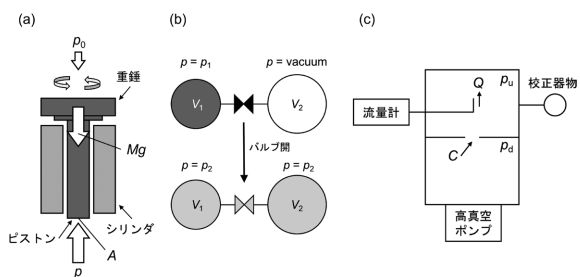 (a)
p0
重錘
Mg
ピストン
シリンダ
A
p
(b)
p = p1
p = vacuum
V1
V2
バルブ開
p = p2
p = p2
V1
V2
(c)
流量計
Q
pu
校正器物
C
pd
高真空
ポンプ